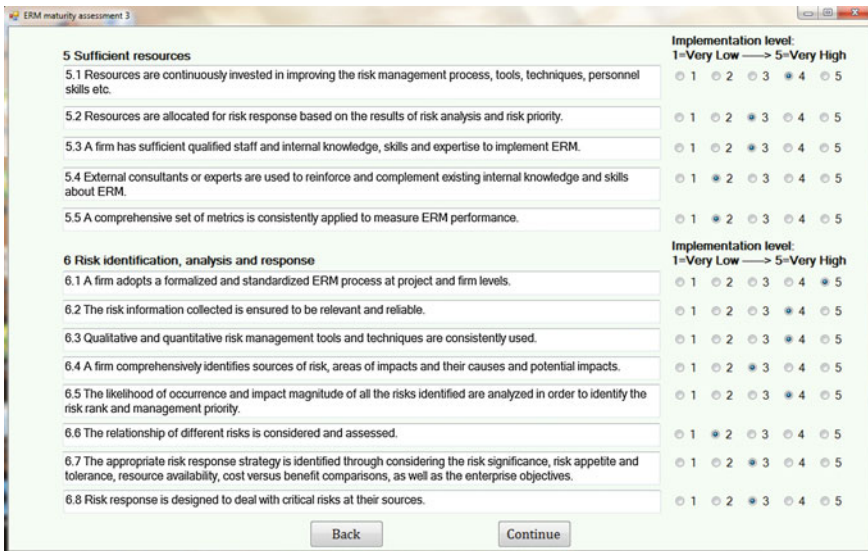 ERM maturity assessment 3
Implementation level:
5 Sufficient resources 1=Very Low ----> 5=Very High
5.1 Resources are continuously invested in improving the risk management process, tools, techniques, personnel 1 2 3 4 5
skills etc.
5.2 Resources are allocated for risk response based on the results of risk analysis and risk priority. 1 2 3 4 5
5.3 A firm has sufficient qualified staff and internal knowledge, skills and expertise to implement ERM. 1 2 3 4 5
5.4 External consultants or experts are used to reinforce and complement existing internal knowledge and skills 1 2 3 4 5
about ERM.
5.5 A comprehensive set of metrics is consistently applied to measure ERM performance. 1 2 3 4 5
Implementation level:
6 Risk identification, analysis and response 1=Very Low ----> 5=Very High
6.1 A firm adopts a formalized and standardized ERM process at project and firm levels. 1 2 3 4 5
6.2 The risk information collected is ensured to be relevant and reliable. 1 2 3 4 5
6.3 Qualitative and quantitative risk management tools and techniques are consistently used. 1 2 3 4 5
6.4 A firm comprehensively identifies sources of risk, areas of impacts and their causes and potential impacts. 1 2 3 4 5
6.5 The likelihood of occurrence and impact magnitude of all the risks identified are analyzed in order to identify the 1 2 3 4 5
risk rank and management priority.
6.6 The relationship of different risks is considered and assessed. 1 2 3 4 5
6.7 The appropriate risk response strategy is identified through considering the risk significance, risk appetite and 1 2 3 4 5
tolerance, resource availability, cost versus benefit comparisons, as well as the enterprise objectives.
6.8 Risk response is designed to deal with critical risks at their sources. 1 2 3 4 5
Back Continue